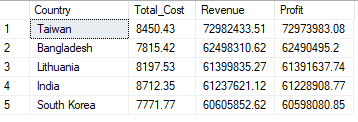 Country Total_Cost Revenue Profit
1 Taiwan 8450.43 72982433.51 72973983.08
2 Bangladesh 7815.42 62498310.62 62490495.2
3 Lithuania 8197.53 61399835.27 61391637.74
4 India 8712.35 61237621.12 61228908.77
5 South Korea 7771.77 60605852.62 60598080.85